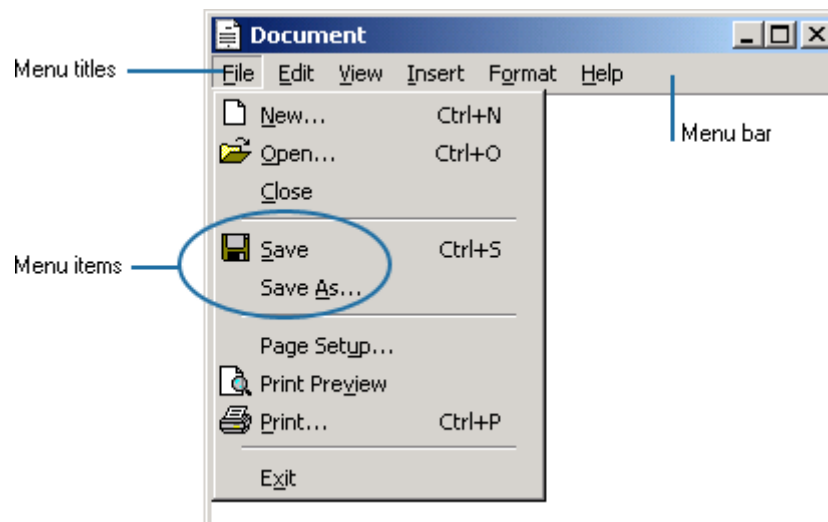 Document
Menu titles
File Edit View Insert Format Help
New... Ctrl+N
Menu bar
Open... Ctrl+O
Close
Save Ctrl+S
Menu items
Save As...
Page Setup...
Print Preview
Print... Ctrl+P
Exit